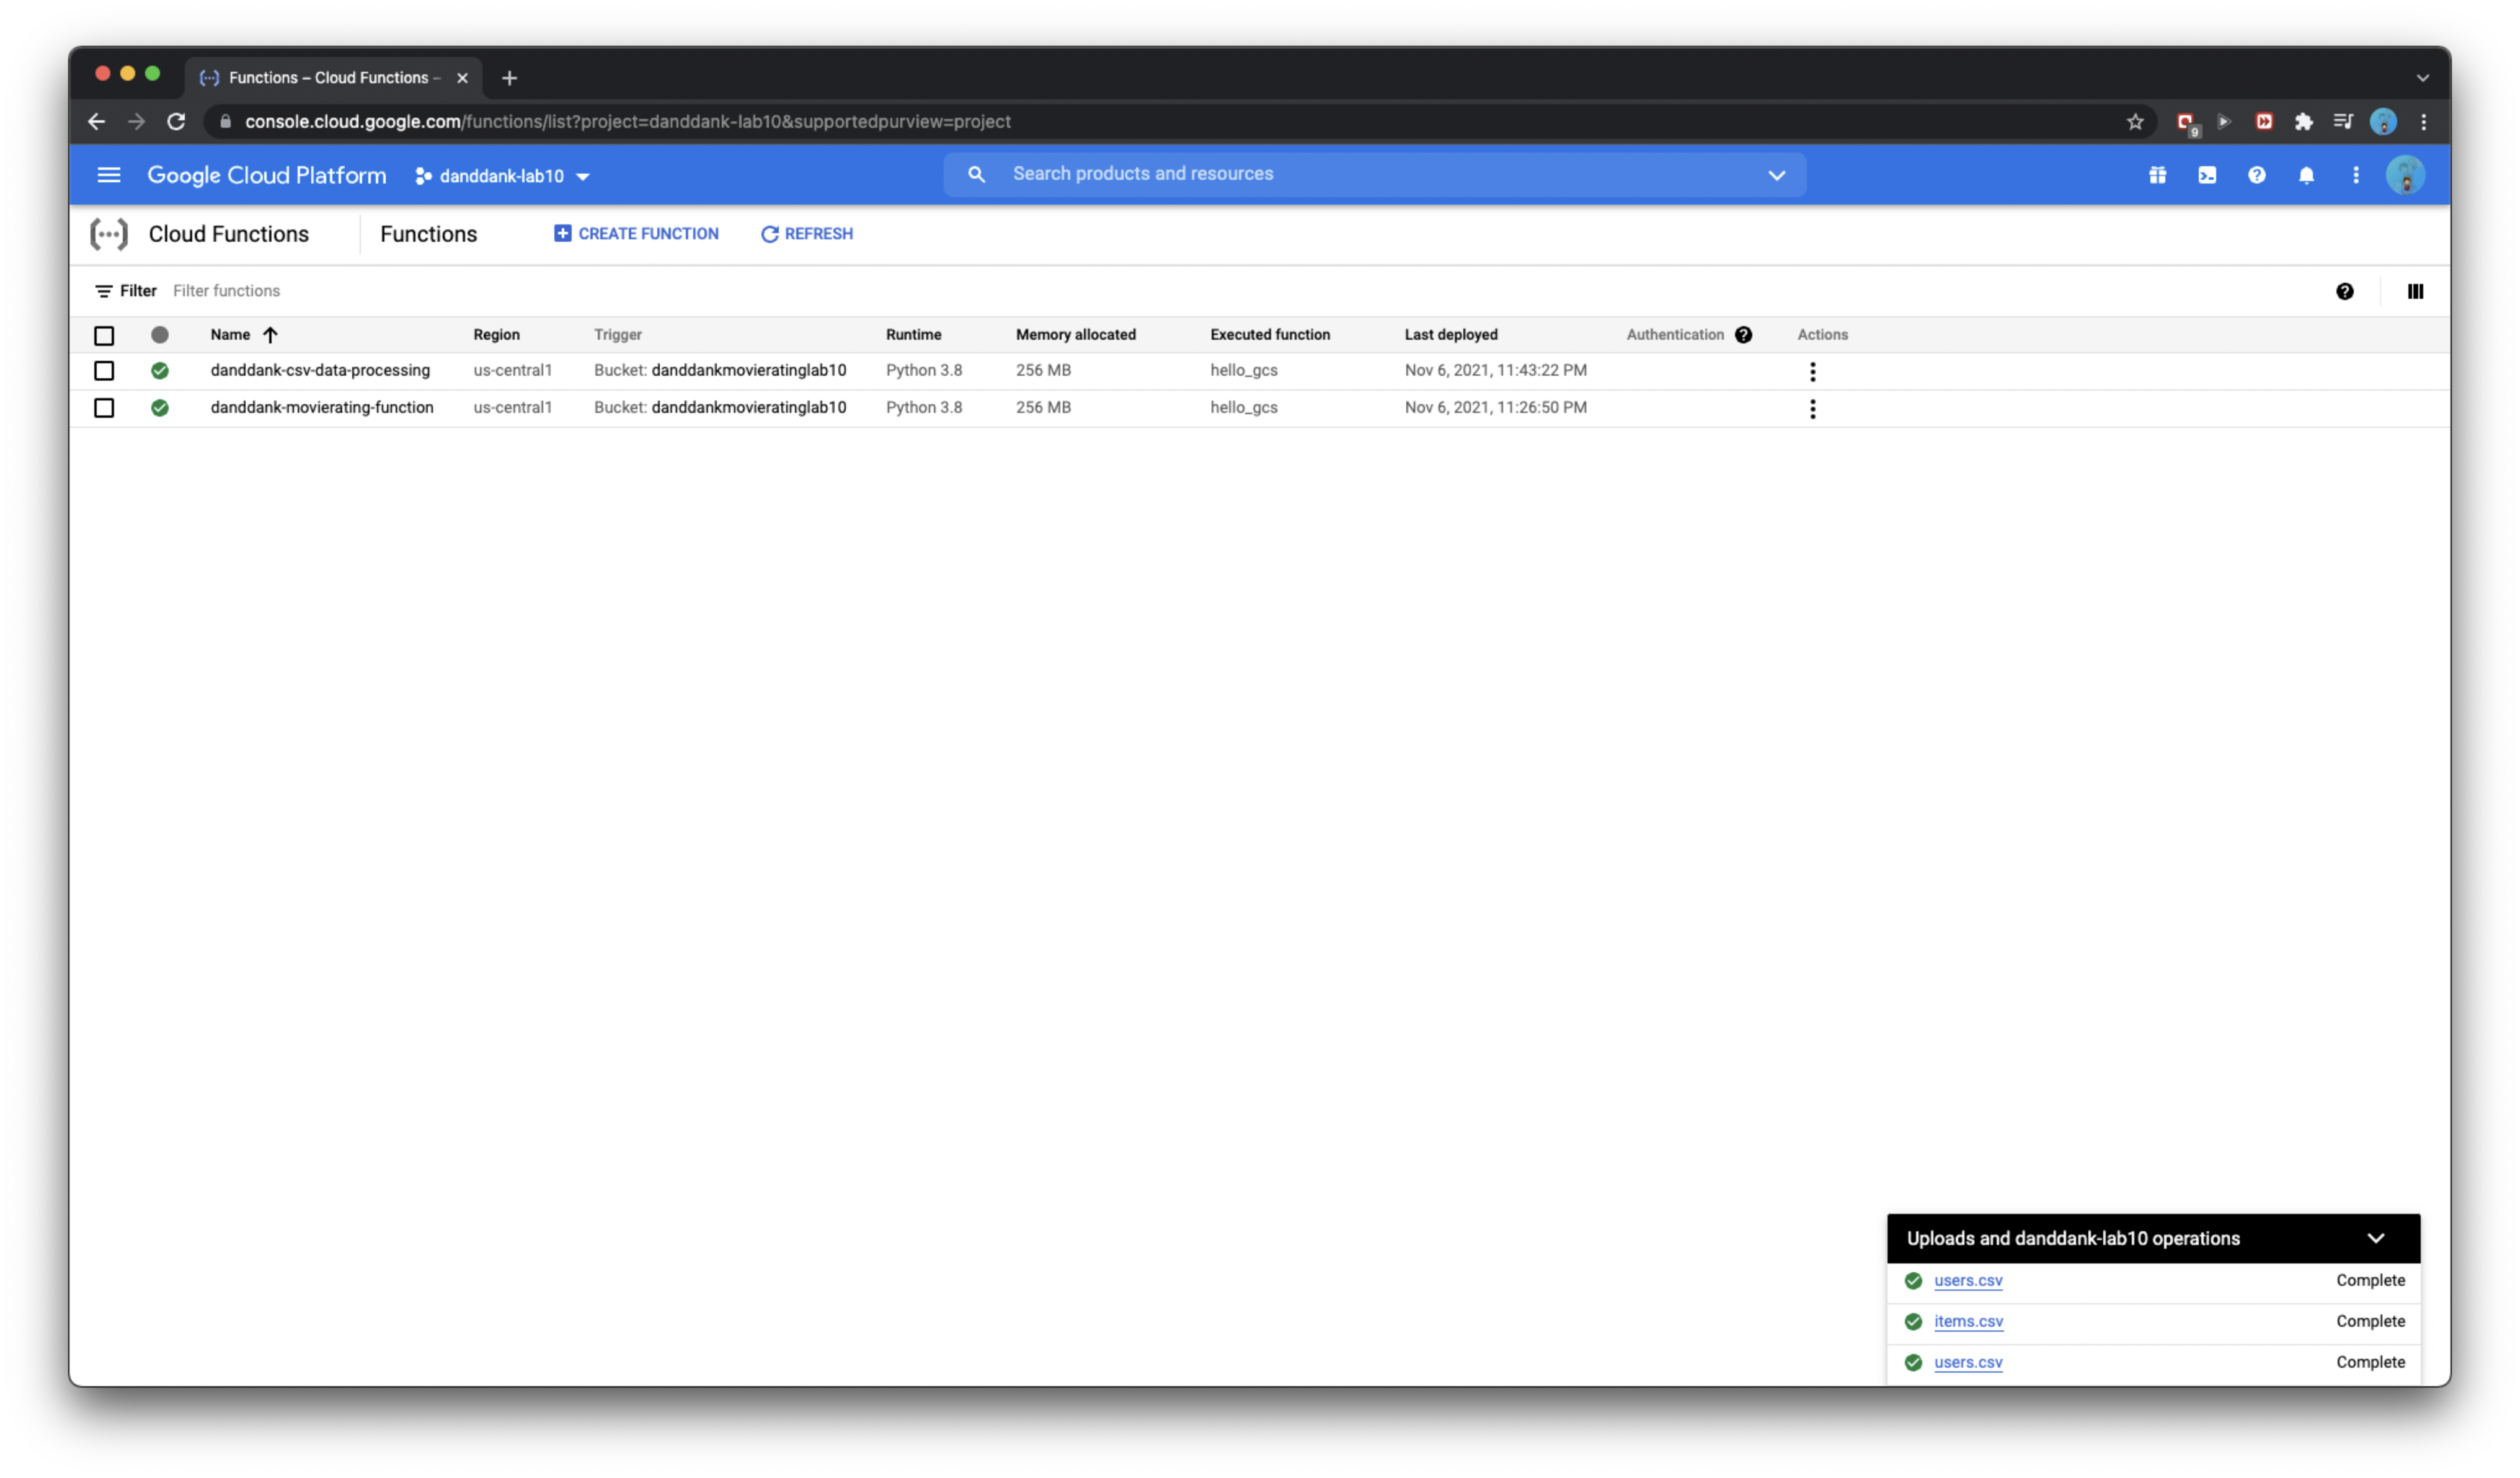 Functions – Cloud Functions –
console.cloud.google.com/functions/list?project=danddank-lab10&supportedpurview=project
9
Google Cloud Platform danddank-lab10 Search products and resources
Cloud Functions Functions CREATE FUNCTION REFRESH
Filter Filter functions
Name Region Trigger Runtime Memory allocated Executed function Last deployed Authentication Actions
danddank-csv-data-processing us-central1 Bucket: danddankmovieratinglab10 Python 3.8 256 MB hello_gcs Nov 6, 2021, 11:43:22 PM
danddank-movierating-function us-central1 Bucket: danddankmovieratinglab10 Python 3.8 256 MB hello_gcs Nov 6, 2021, 11:26:50 PM
Uploads and danddank-lab10 operations
users.csv Complete
items.csv Complete
users.csv Complete